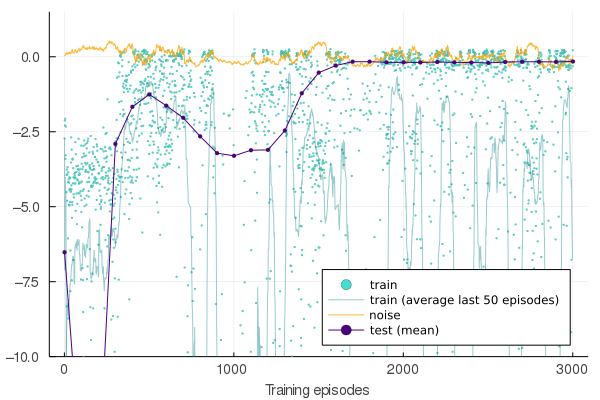 0.0
−2.5
−5.0
−7.5
−10.0
0
1000
2000
3000
Training episodes
train
train (average last 50 episodes)
noise
test (mean)